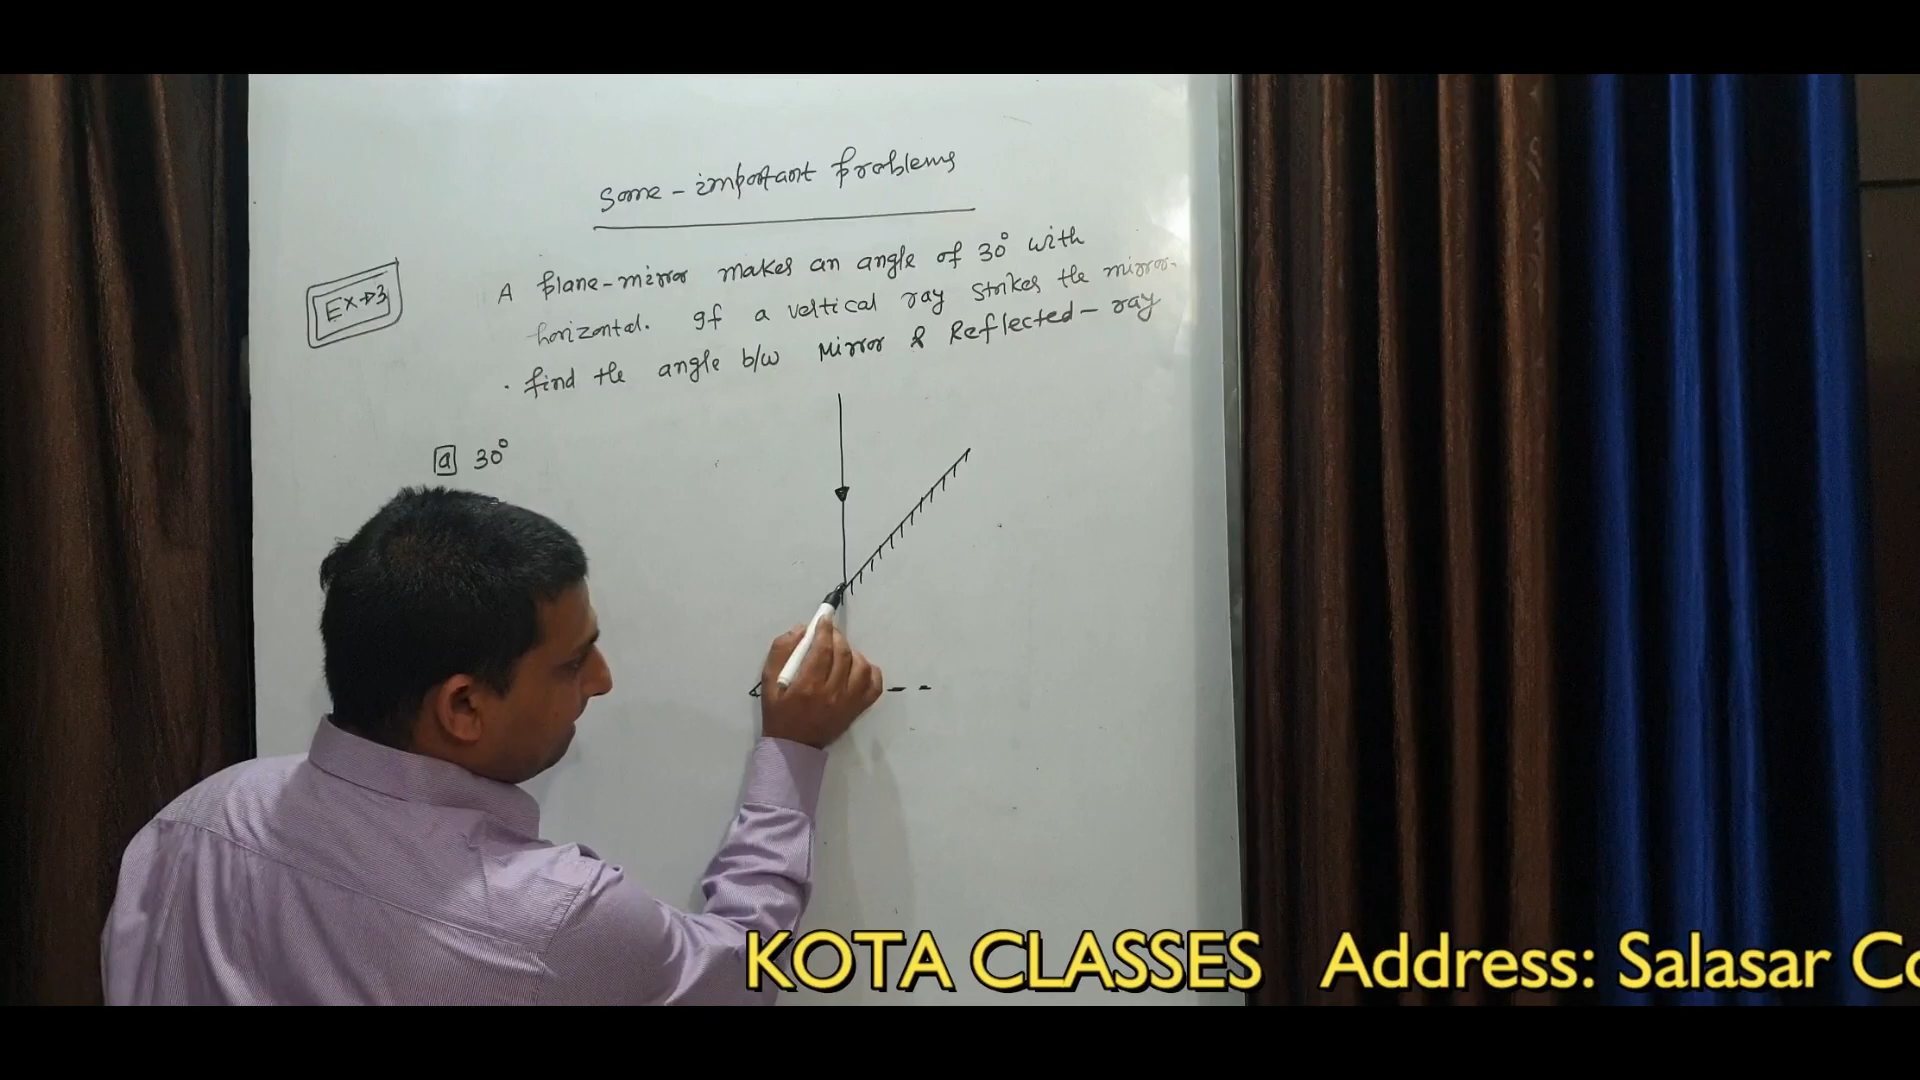 Some - important Problems
Ex→3
A Plane-mirror makes an angle of 30° with
horizontal. If a vertical ray strikes the mirror.
. find the angle b/w Mirror & Reflected - ray
a 30°
KOTA CLASSES Address: Salasar Co